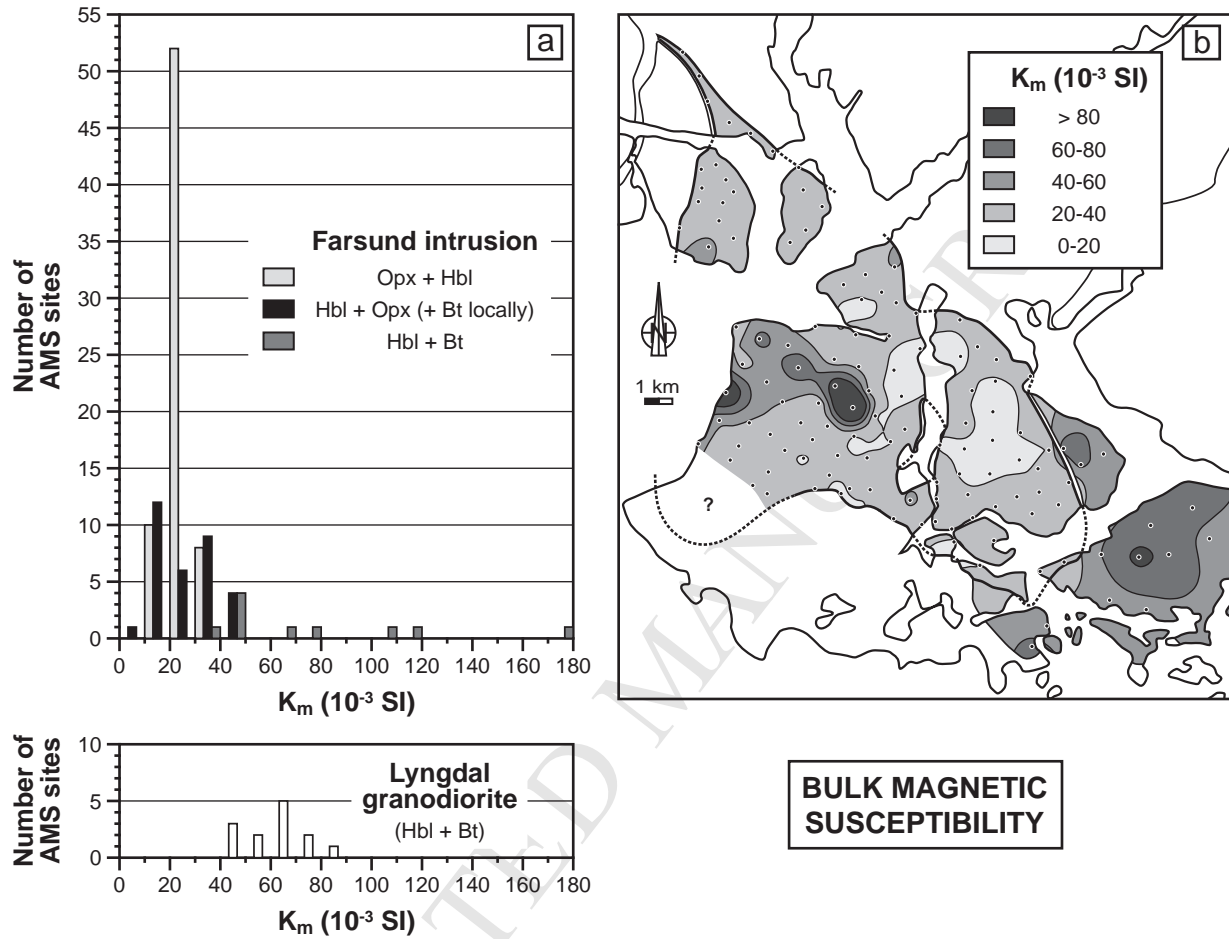 55
50
45
40
35
30
25
20
15
10
5
0
Number of
AMS sites
a
Farsund intrusion
Opx + Hbl
Hbl + Opx (+ Bt locally)
Hbl + Bt
0 20 40 60 80 100 120 140 160 180
Km (10-3 SI)
10
5
0
Number of
AMS sites
Lyngdal
granodiorite
(Hbl + Bt)
0 20 40 60 80 100 120 140 160 180
Km (10-3 SI)
b
Km (10-3 SI)
> 80
60-80
40-60
20-40
0-20
N
1 km
?
BULK MAGNETIC
SUSCEPTIBILITY